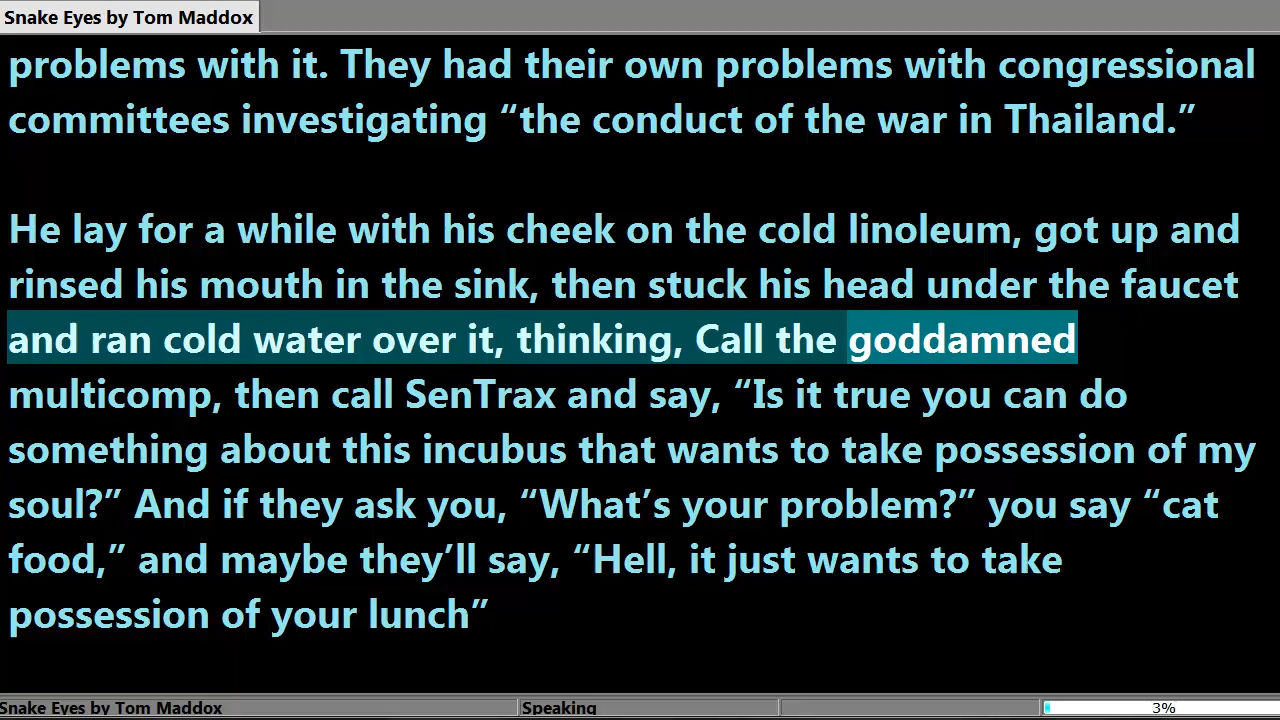 Snake Eyes by Tom Maddox
problems with it. They had their own problems with congressional
committees investigating “the conduct of the war in Thailand.”
He lay for a while with his cheek on the cold linoleum, got up and
rinsed his mouth in the sink, then stuck his head under the faucet
and ran cold water over it, thinking, Call the goddamned
multicomp, then call SenTrax and say, “Is it true you can do
something about this incubus that wants to take possession of my
soul?” And if they ask you, “What’s your problem?” you say “cat
food,” and maybe they’ll say, “Hell, it just wants to take
possession of your lunch”
Snake Eyes by Tom Maddox Speaking 3%